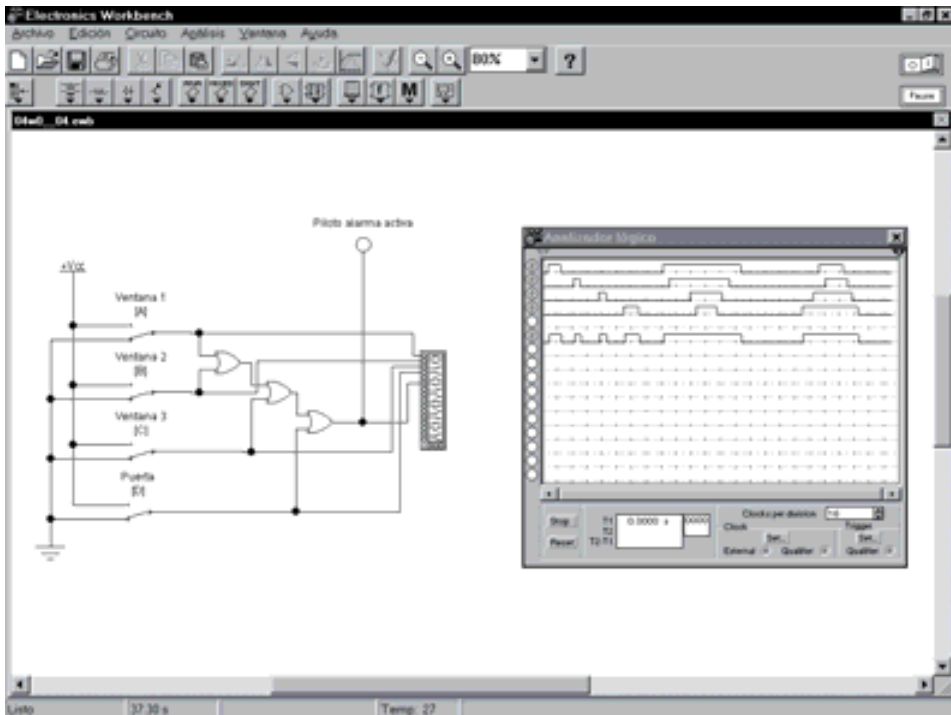 Electronics Workbench
Archivo Edición Circuito Análisis Ventana Ayuda
80% ?
M
Pause
Piloto alarma activa
+Vcc
Ventana 1
[A]
Ventana 2
[B]
Ventana 3
[C]
Puerta
[D]
Analizador lógico
Stop
Reset
T1
T2
T2-T1
0.0000 s
Clocks per division
Clock
Set...
External
Qualifier
Trigger
Set...
Qualifier
Listo
37.30 s
Temp: 27